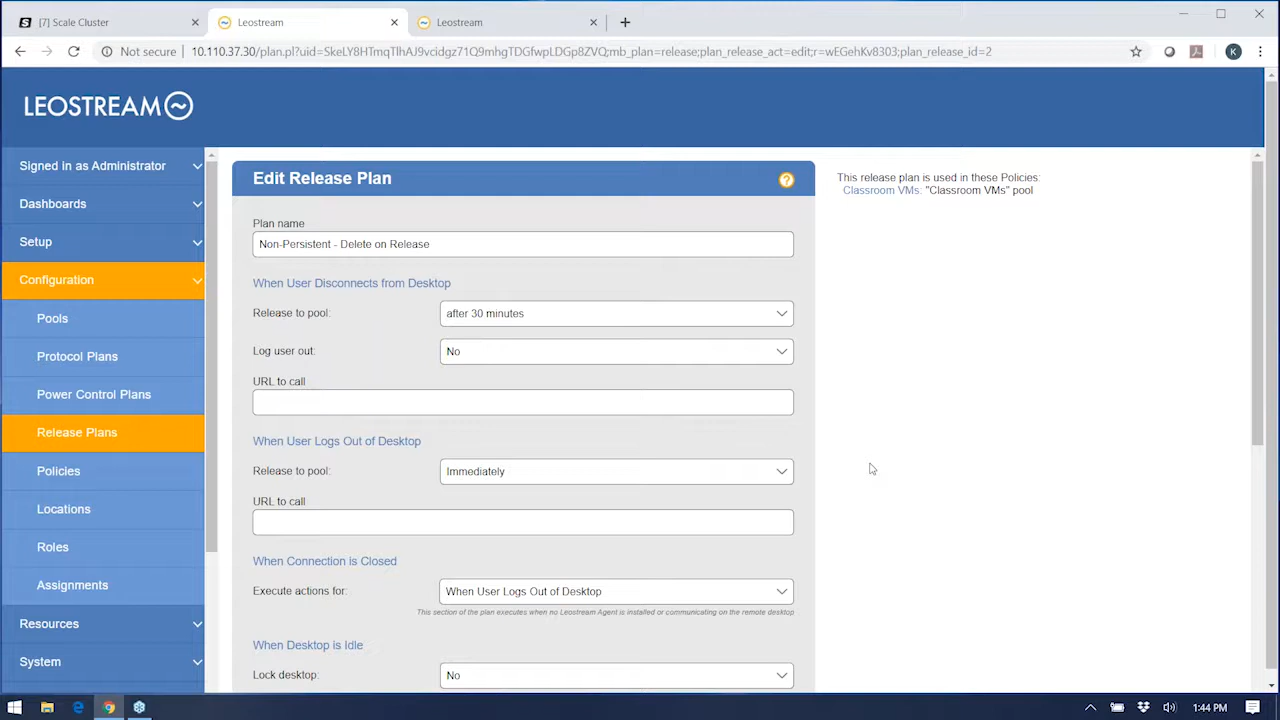 [7] Scale Cluster
Leostream
Leostream
Not secure 10.110.37.30/plan.pl?uid=SkeLY8HTmqTlhAJ9vcidgz71Q9mhgTDGfwpLDGp8ZVQ;mb_plan=release;plan_release_act=edit;r=wEGehKv8303;plan_release_id=2
K
LEOSTREAM
Signed in as Administrator
Dashboards
Setup
Configuration
Pools
Protocol Plans
Power Control Plans
Release Plans
Policies
Locations
Roles
Assignments
Resources
System
Edit Release Plan
?
Plan name
Non-Persistent - Delete on Release
When User Disconnects from Desktop
Release to pool: after 30 minutes
Log user out: No
URL to call
When User Logs Out of Desktop
Release to pool: Immediately
URL to call
When Connection is Closed
Execute actions for: When User Logs Out of Desktop
This section of the plan executes when no Leostream Agent is installed or communicating on the remote desktop
When Desktop is Idle
Lock desktop: No
This release plan is used in these Policies:
Classroom VMs: "Classroom VMs" pool
1:44 PM